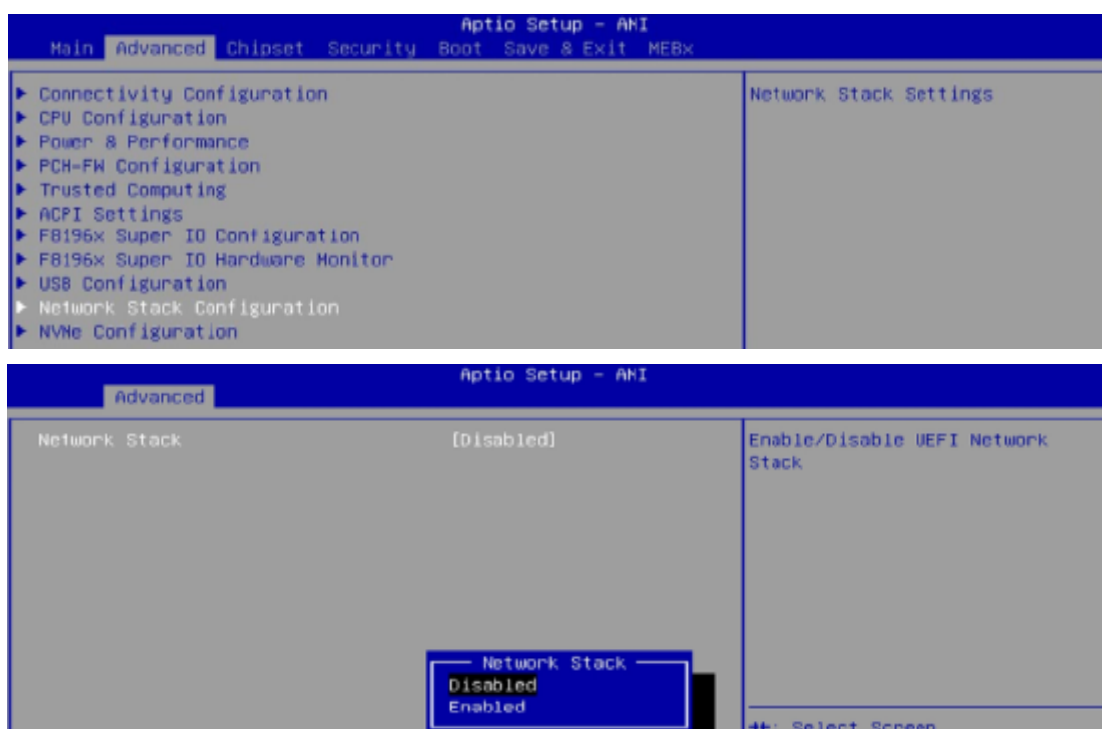 Aptio Setup - AMI
Main Advanced Chipset Security Boot Save & Exit MEBx
Connectivity Configuration
CPU Configuration
Power & Performance
PCH-FW Configuration
Trusted Computing
ACPI Settings
F8196x Super IO Configuration
F8196x Super IO Hardware Monitor
USB Configuration
Network Stack Configuration
NVMe Configuration
Network Stack Settings
Aptio Setup - AMI
Advanced
Network Stack [Disabled]
Enable/Disable UEFI Network
Stack
Network Stack
Disabled
Enabled
: Select Screen